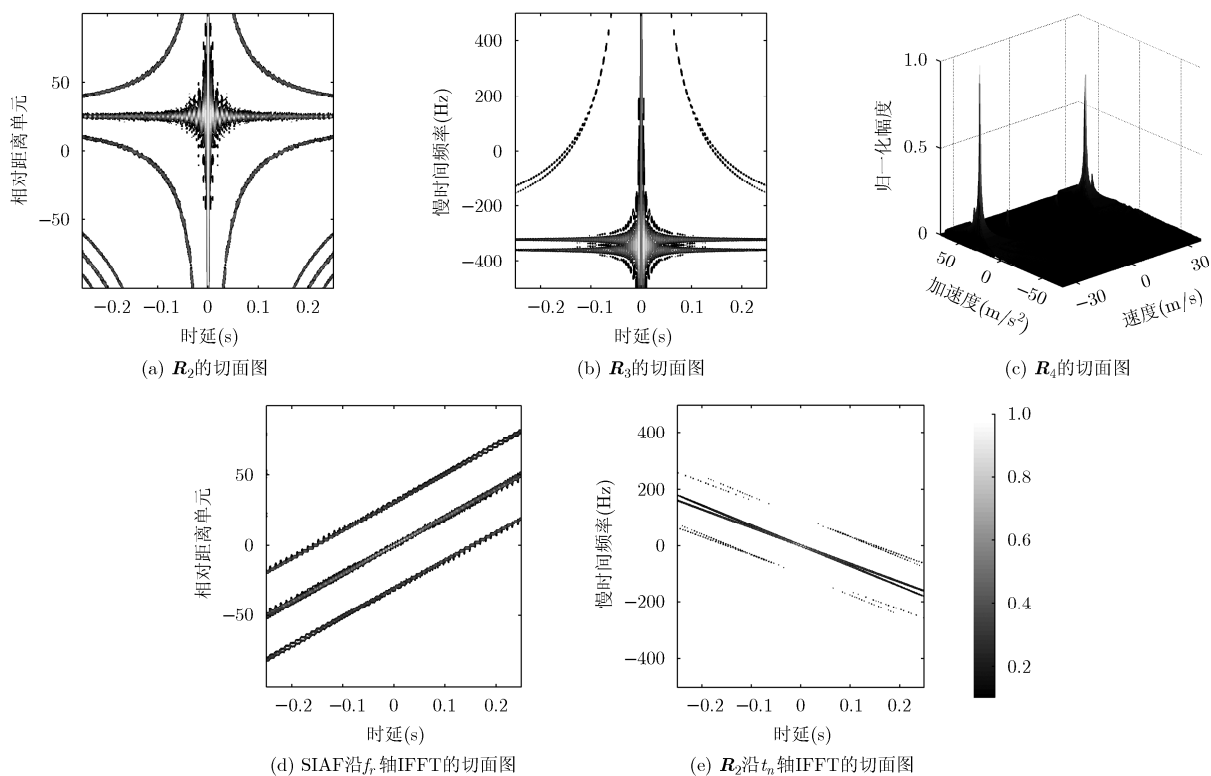 50
0
−50
−0.2 −0.1 0 0.1 0.2
相对距离单元
时延(s)
(a) R2的切面图
400
200
0
−200
−400
−0.2 −0.1 0 0.1 0.2
慢时间频率(Hz)
时延(s)
(b) R3的切面图
1.0
0.5
0
归一化幅度
50 0 −50
加速度(m/s2)
−30 0 30
速度(m/s)
(c) R4的切面图
50
0
−50
−0.2 −0.1 0 0.1 0.2
相对距离单元
时延(s)
(d) SIAF沿fr轴IFFT的切面图
400
200
0
−200
−400
−0.2 −0.1 0 0.1 0.2
慢时间频率(Hz)
时延(s)
(e) R2沿tn轴IFFT的切面图
1.0
0.8
0.6
0.4
0.2